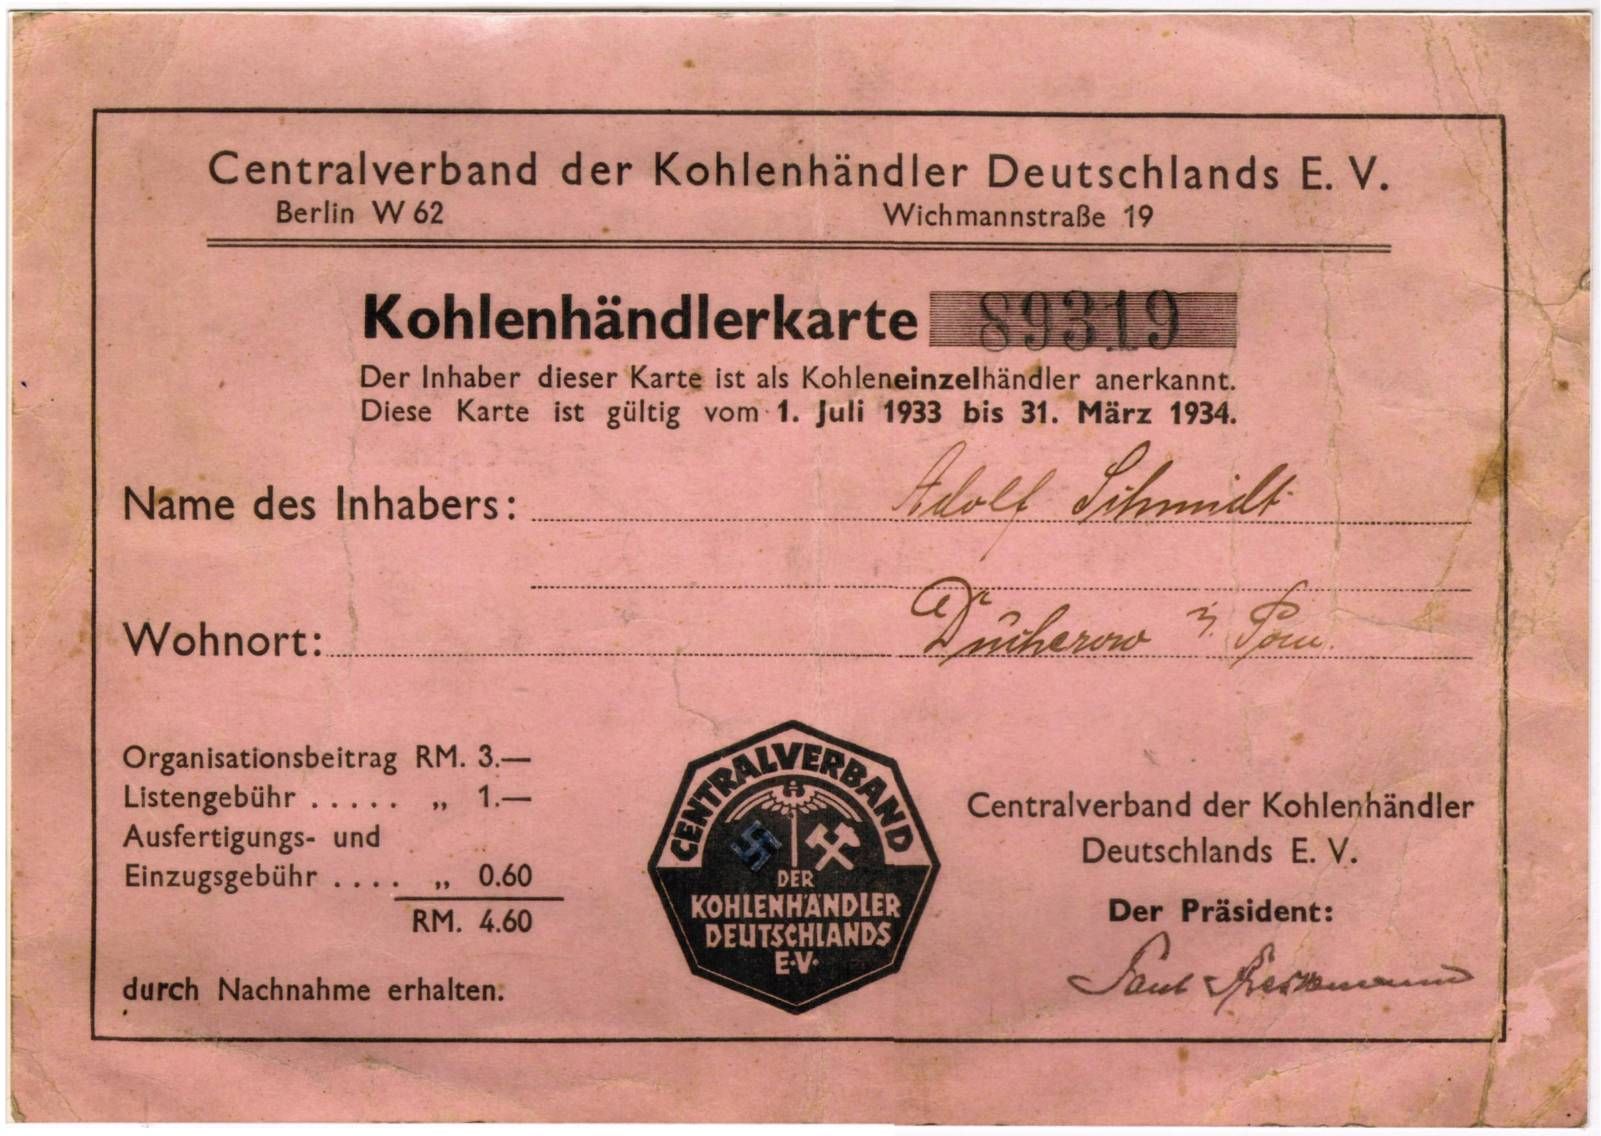 Centralverband der Kohlenhändler Deutschlands E. V.
Berlin W 62 Wichmannstraße 19
Kohlenhändlerkarte 89319
Der Inhaber dieser Karte ist als Kohleneinzelhändler anerkannt.
Diese Karte ist gültig vom 1. Juli 1933 bis 31. März 1934.
Name des Inhabers: Adolf Schmidt
Wohnort: Ducherow i. Pom.
Organisationsbeitrag RM. 3.—
Listengebühr ..... „ 1.—
Ausfertigungs- und
Einzugsgebühr .... „ 0.60
RM. 4.60
durch Nachnahme erhalten.
CENTRALVERBAND
DER
KOHLENHÄNDLER
DEUTSCHLANDS
E·V·
Centralverband der Kohlenhändler
Deutschlands E. V.
Der Präsident:
Paul